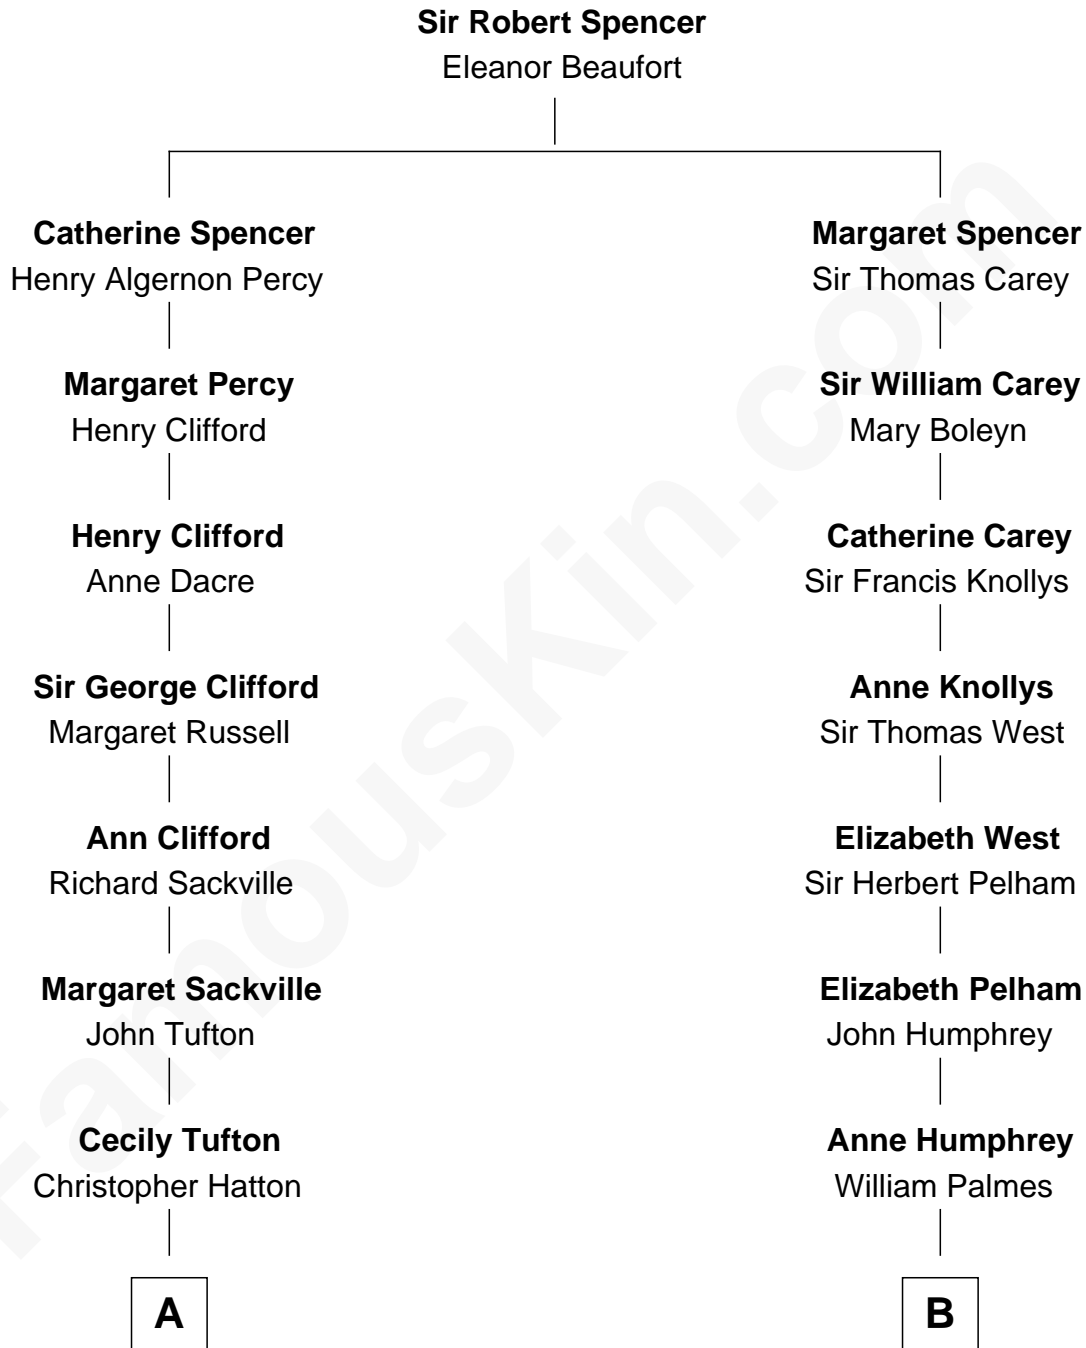 Sir Robert Spencer
Eleanor Beaufort
Catherine Spencer
Henry Algernon Percy
Margaret Spencer
Sir Thomas Carey
Margaret Percy
Henry Clifford
Sir William Carey
Mary Boleyn
Henry Clifford
Anne Dacre
Catherine Carey
Sir Francis Knollys
Sir George Clifford
Margaret Russell
Anne Knollys
Sir Thomas West
Ann Clifford
Richard Sackville
Elizabeth West
Sir Herbert Pelham
Margaret Sackville
John Tufton
Elizabeth Pelham
John Humphrey
Cecily Tufton
Christopher Hatton
Anne Humphrey
William Palmes
A
B
FamousKin.com